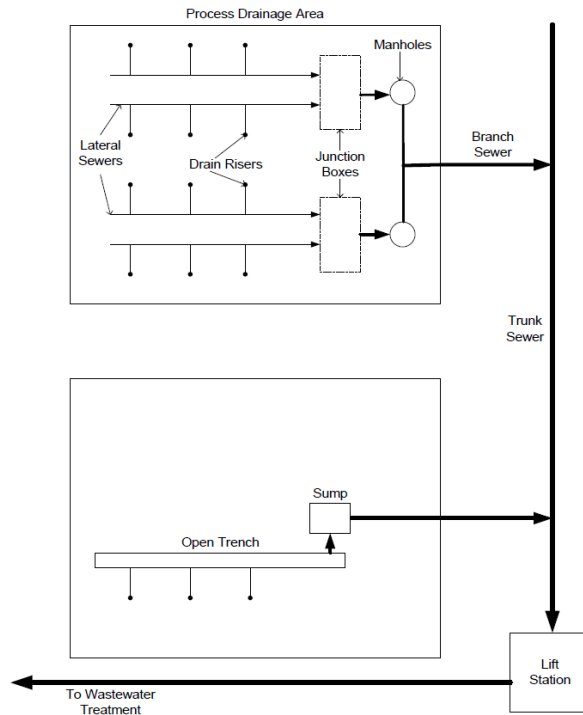 Process Drainage Area
Manholes
Lateral
Sewers
Drain Risers
Junction
Boxes
Branch
Sewer
Trunk
Sewer
Sump
Open Trench
Lift
Station
To Wastewater
Treatment